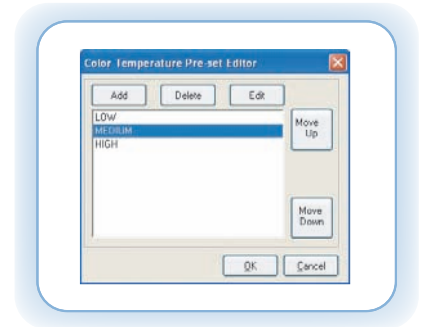 Color Temperature Pre-set Editor
Add Delete Edit
LOW
MEDIUM
HIGH
Move
Up
Move
Down
OK Cancel